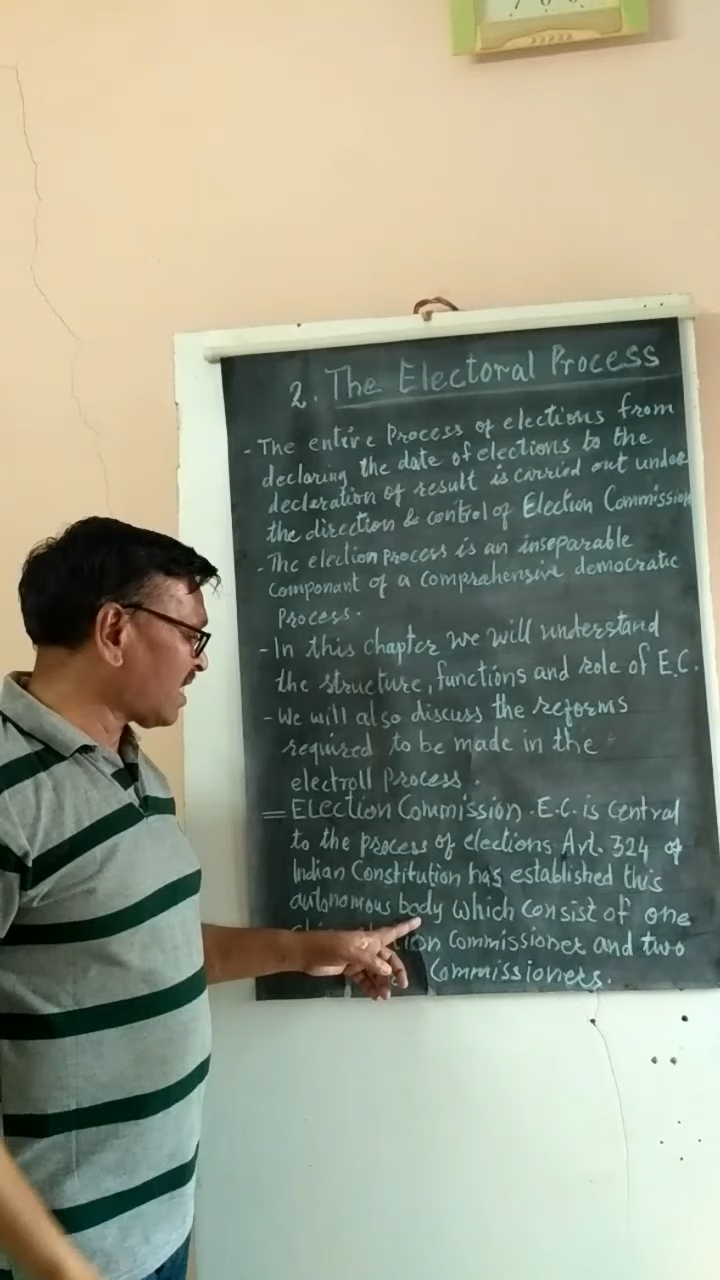 2. The Electoral Process
- The entire Process of elections from
declaring the date of elections to the
decleration of result is carried out under
the direction & control of Election Commission
- The election process is an inseparable
componant of a comprehensive democratic
Process.
- In this chapter we will understand
the structure, functions and role of E.C.
- We will also discuss the reforms
required to be made in the
electroll process.
= Election Commission. E.C. is central
to the process of elections Art. 324 of
Indian Constitution has established this
autonomous body which consist of one
Commissioner and two
Commissioners.